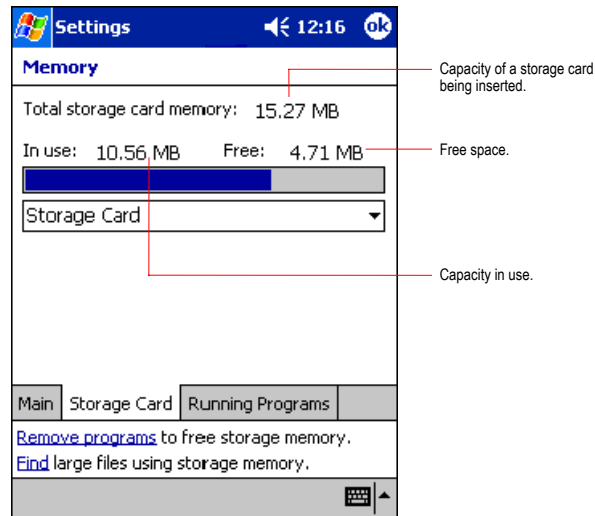 Settings 12:16 ok
Memory
Total storage card memory: 15.27 MB
In use: 10.56 MB Free: 4.71 MB
Storage Card
Main Storage Card Running Programs
Remove programs to free storage memory.
Find large files using storage memory.
Capacity of a storage card
being inserted.
Free space.
Capacity in use.